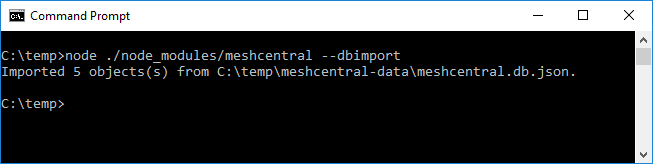 Command Prompt
C:\temp>node ./node_modules/meshcentral --dbimport
Imported 5 objects(s) from C:\temp\meshcentral-data\meshcentral.db.json.
C:\temp>